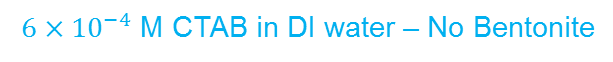 6 × 10⁻⁴ M CTAB in DI water – No Bentonite